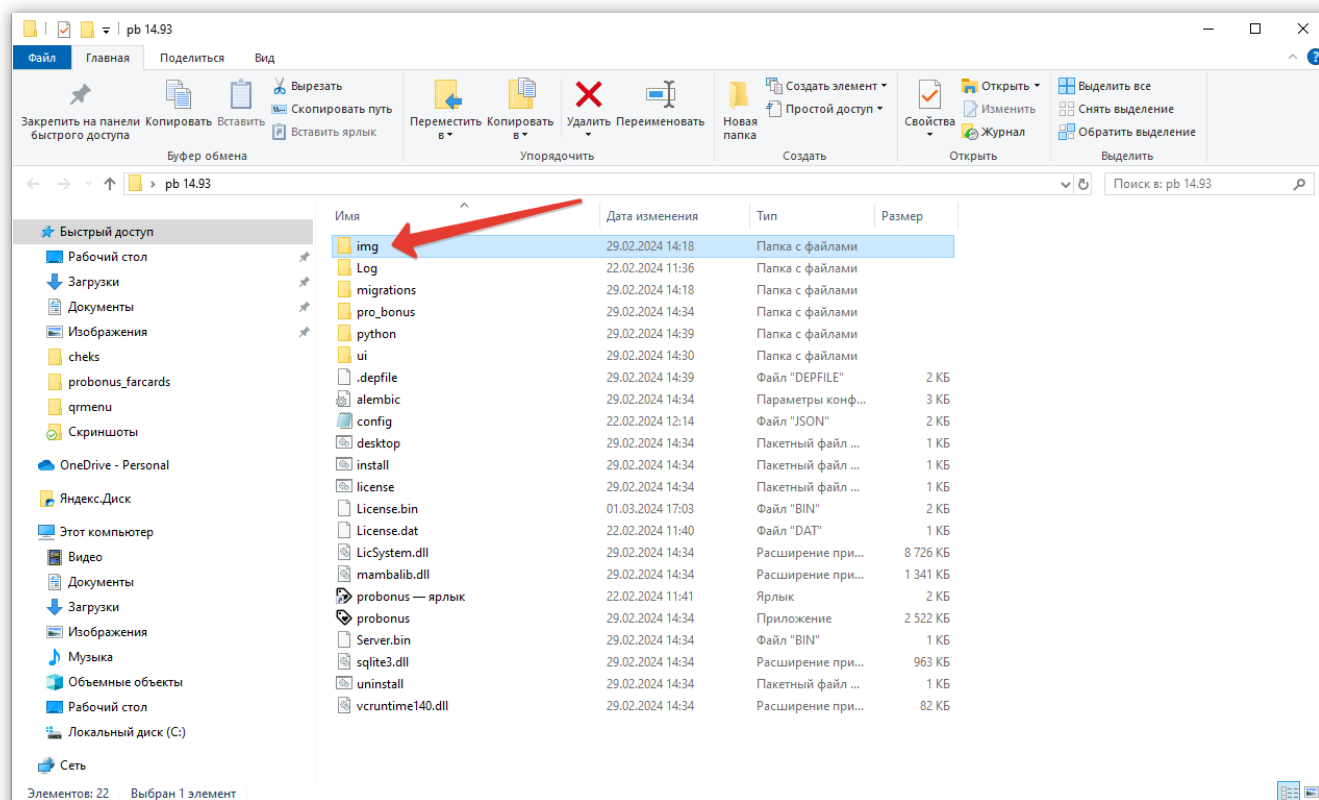 pb 14.93
Файл Главная Поделиться Вид
Закрепить на панели быстрого доступа
Копировать
Вставить
Вырезать
Скопировать путь
Вставить ярлык
Переместить в
Копировать в
Удалить
Переименовать
Новая папка
Создать элемент
Простой доступ
Свойства
Открыть
Изменить
Журнал
Выделить все
Снять выделение
Обратить выделение
Буфер обмена Упорядочить Создать Открыть Выделить
pb 14.93
Поиск в: pb 14.93
Быстрый доступ
Рабочий стол
Загрузки
Документы
Изображения
cheks
probonus_farcards
qrmenu
Скриншоты
OneDrive - Personal
Яндекс.Диск
Этот компьютер
Видео
Документы
Загрузки
Изображения
Музыка
Объемные объекты
Рабочий стол
Локальный диск (C:)
Сеть
Имя Дата изменения Тип Размер
img 29.02.2024 14:18 Папка с файлами
Log 22.02.2024 11:36 Папка с файлами
migrations 29.02.2024 14:18 Папка с файлами
pro_bonus 29.02.2024 14:34 Папка с файлами
python 29.02.2024 14:39 Папка с файлами
ui 29.02.2024 14:30 Папка с файлами
.depfile 29.02.2024 14:39 Файл "DEPFILE" 2 КБ
alembic 29.02.2024 14:34 Параметры конф... 3 КБ
config 22.02.2024 12:14 Файл "JSON" 2 КБ
desktop 29.02.2024 14:34 Пакетный файл ... 1 КБ
install 29.02.2024 14:34 Пакетный файл ... 1 КБ
license 29.02.2024 14:34 Пакетный файл ... 1 КБ
License.bin 01.03.2024 17:03 Файл "BIN" 2 КБ
License.dat 22.02.2024 11:40 Файл "DAT" 1 КБ
LicSystem.dll 29.02.2024 14:34 Расширение при... 8 726 КБ
mambalib.dll 29.02.2024 14:34 Расширение при... 1 341 КБ
probonus — ярлык 22.02.2024 11:41 Ярлык 2 КБ
probonus 29.02.2024 14:34 Приложение 2 522 КБ
Server.bin 29.02.2024 14:34 Файл "BIN" 1 КБ
sqlite3.dll 29.02.2024 14:34 Расширение при... 963 КБ
uninstall 29.02.2024 14:34 Пакетный файл ... 1 КБ
vcruntime140.dll 29.02.2024 14:34 Расширение при... 82 КБ
Элементов: 22 Выбран 1 элемент